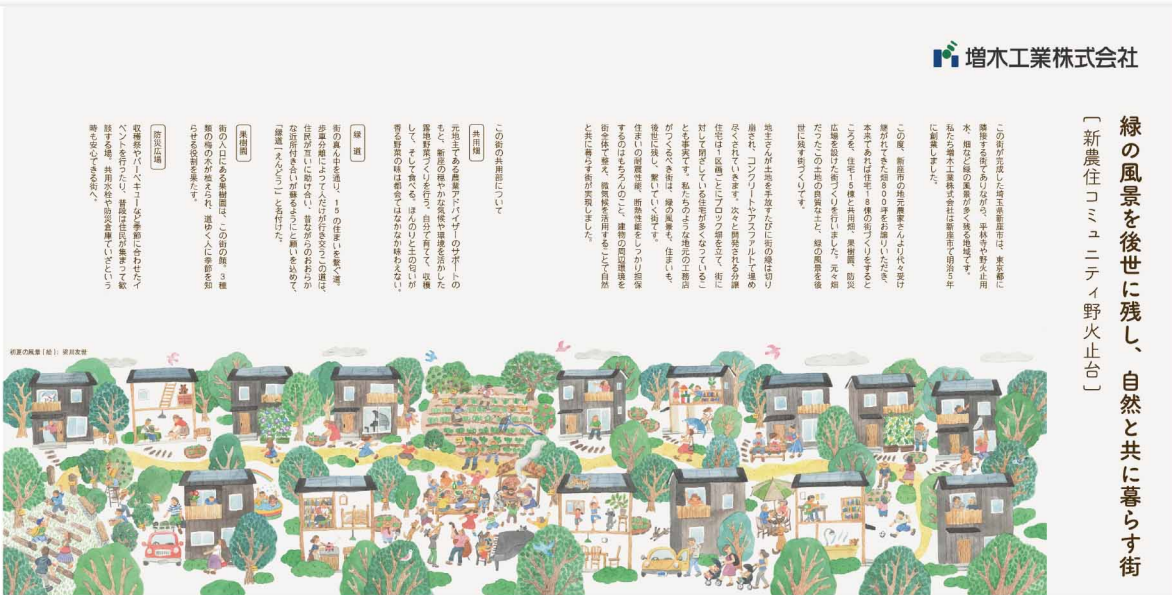 増木工業株式会社
緑の風景を後世に残し、自然と共に暮らす街
［新農住コミュニティ野火止台］
この街が完成した埼玉県新座市は、東京都に
隣接する街でありながら、平林寺や野火止用
水、畑など緑の風景が多く残る地域です。
私たち増木工業株式会社は新座市で明治5年
に創業しました。
この度、新座市の地元農家さんより代々受け
継がれてきた畑800坪をお譲りいただき、
本来であれば住宅18棟の街づくりをすると
ころを、住宅15棟と共用畑、果樹園、防災
広場を設けた街づくりを行いました。元々畑
だったこの土地の良質な土と、緑の風景を後
世に残す街づくりです。
地主さんが土地を手放すたびに街の緑は切り
崩され、コンクリートやアスファルトで埋め
尽くされていきます。次々と開発される分譲
住宅は1区画ごとにブロック塀を立て、街に
対して閉ざしている住宅が多くなっているこ
とも事実です。私たちのような地元の工務店
がつくるべき街は、緑の風景も、住まいも、
後世に残し、繋いでいく街です。
住まいの耐震性能、断熱性能をしっかり担保
するのはもちろんのこと、建物の周辺環境を
街全体で整え、微気候を活用することで自然
と共に暮らす街が実現しました。
この街の共用部について
共用畑
元地主である農業アドバイザーのサポートの
もと、新座の穏やかな気候や環境を活かした
露地野菜づくりを行う。自分で育てて、収穫
して、そして食べる。ほんのりと土の匂いが
香る野菜の味は都会ではなかなか味わえない。
緑道
街の真ん中を通り、15の住まいを繋ぐ道。
歩車分離によって人だけが行き交うこの道は、
住民が互いに助け合い、昔ながらのおおらか
な近所付き合いが蘇るようにと願いを込めて、
「縁道―えんどう―」と名付けた。
果樹園
街の入口にある果樹園は、この街の顔。3種
類の梅の木が植えられ、道ゆく人に季節を知
らせる役割を果たす。
防災広場
収穫祭やバーベキューなど季節に合わせたイ
ベントを行ったり、普段は住民が集まって歓
談する場。共用水栓や防災倉庫でいざという
時も安心できる街へ。
初夏の風景（絵）：